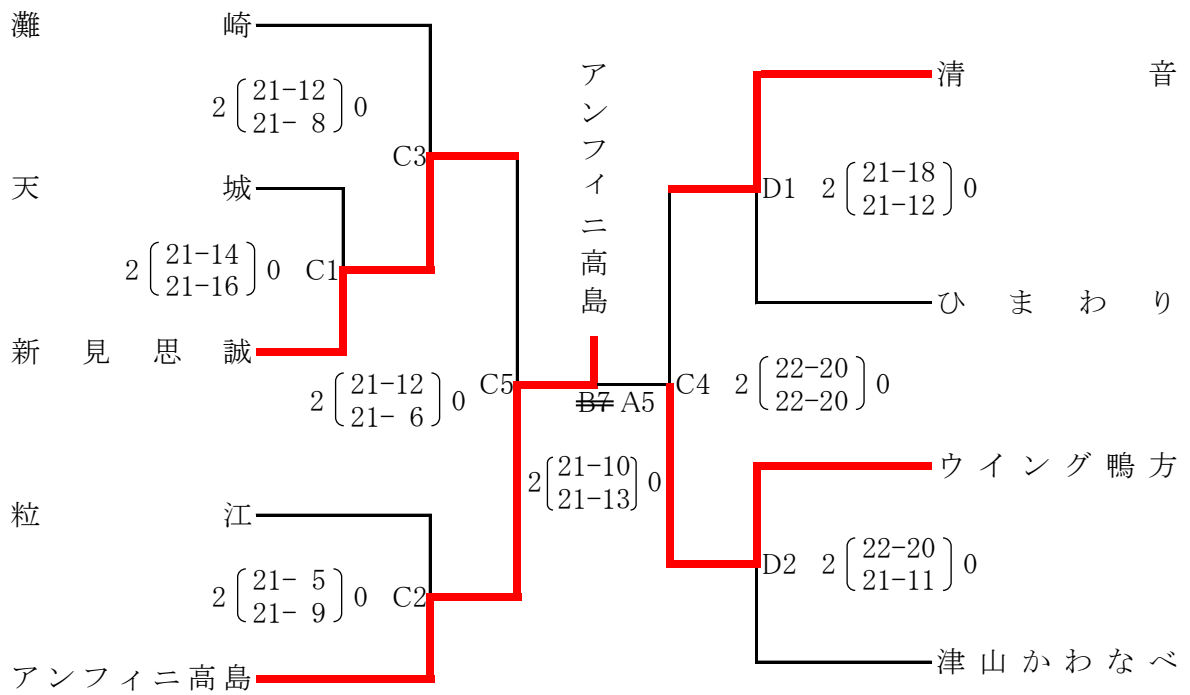 灘崎
2 21-12 0
21- 8
C3
天城
2 21-14 0 C1
21-16
新見思誠
2 21-12 0 C5
21- 6
粒江
2 21- 5 0 C2
21- 9
アンフィニ高島
アンフィニ高島
B7 A5
2 21-10 0
21-13
清音
D1 2 21-18 0
21-12
ひまわり
C4 2 22-20 0
22-20
ウイング鴨方
D2 2 22-20 0
21-11
津山かわなべ